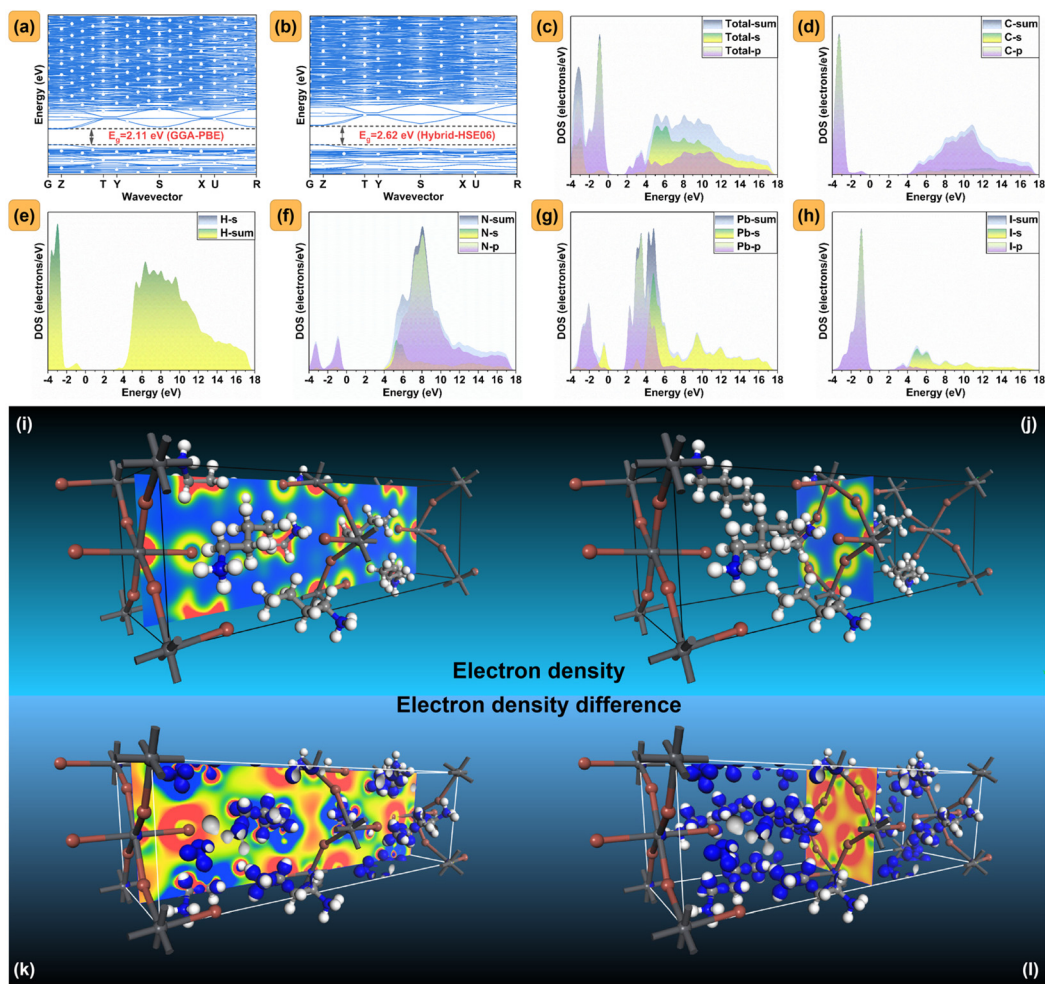 (a)
Energy (eV)
E_g=2.11 eV (GGA-PBE)
G Z T Y S X U R
Wavevector
(b)
Energy (eV)
E_g=2.62 eV (Hybrid-HSE06)
G Z T Y S X U R
Wavevector
(c)
DOS (electrons/eV)
Total-sum
Total-s
Total-p
-4 -2 0 2 4 6 8 10 12 14 16 18
Energy (eV)
(d)
DOS (electrons/eV)
C-sum
C-s
C-p
-4 -2 0 2 4 6 8 10 12 14 16 18
Energy (eV)
(e)
DOS (electrons/eV)
H-s
H-sum
-4 -2 0 2 4 6 8 10 12 14 16 18
Energy (eV)
(f)
DOS (electrons/eV)
N-sum
N-s
N-p
-4 -2 0 2 4 6 8 10 12 14 16 18
Energy (eV)
(g)
DOS (electrons/eV)
Pb-sum
Pb-s
Pb-p
-4 -2 0 2 4 6 8 10 12 14 16 18
Energy (eV)
(h)
DOS (electrons/eV)
I-sum
I-s
I-p
-4 -2 0 2 4 6 8 10 12 14 16 18
Energy (eV)
(i)
(j)
Electron density
Electron density difference
(k)
(l)